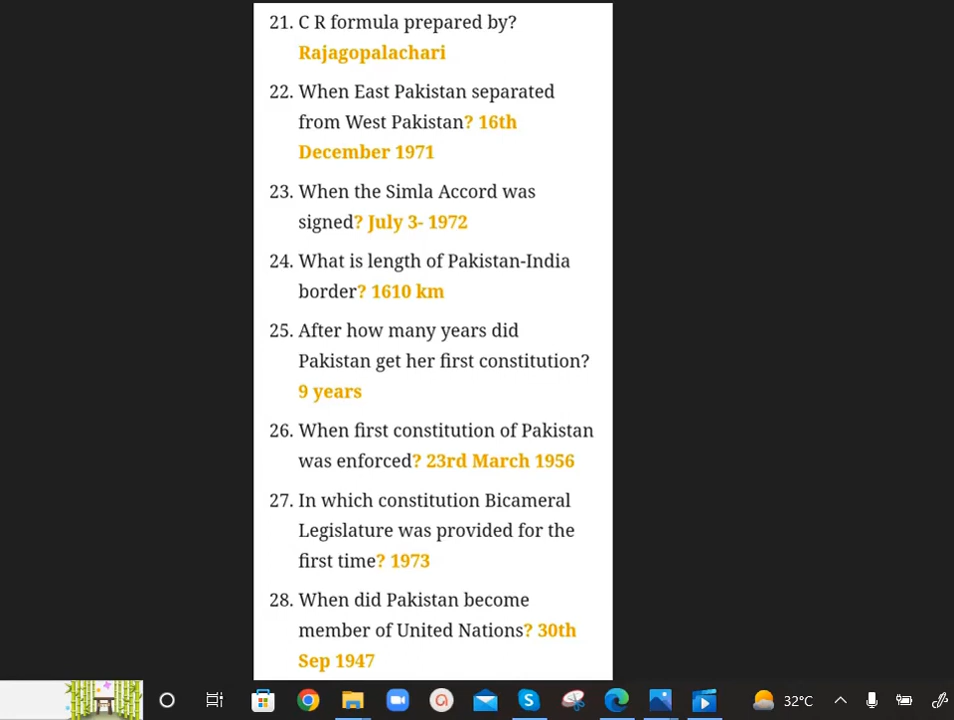 21. C R formula prepared by?
Rajagopalachari
22. When East Pakistan separated
from West Pakistan? 16th
December 1971
23. When the Simla Accord was
signed? July 3- 1972
24. What is length of Pakistan-India
border? 1610 km
25. After how many years did
Pakistan get her first constitution?
9 years
26. When first constitution of Pakistan
was enforced? 23rd March 1956
27. In which constitution Bicameral
Legislature was provided for the
first time? 1973
28. When did Pakistan become
member of United Nations? 30th
Sep 1947
32°C